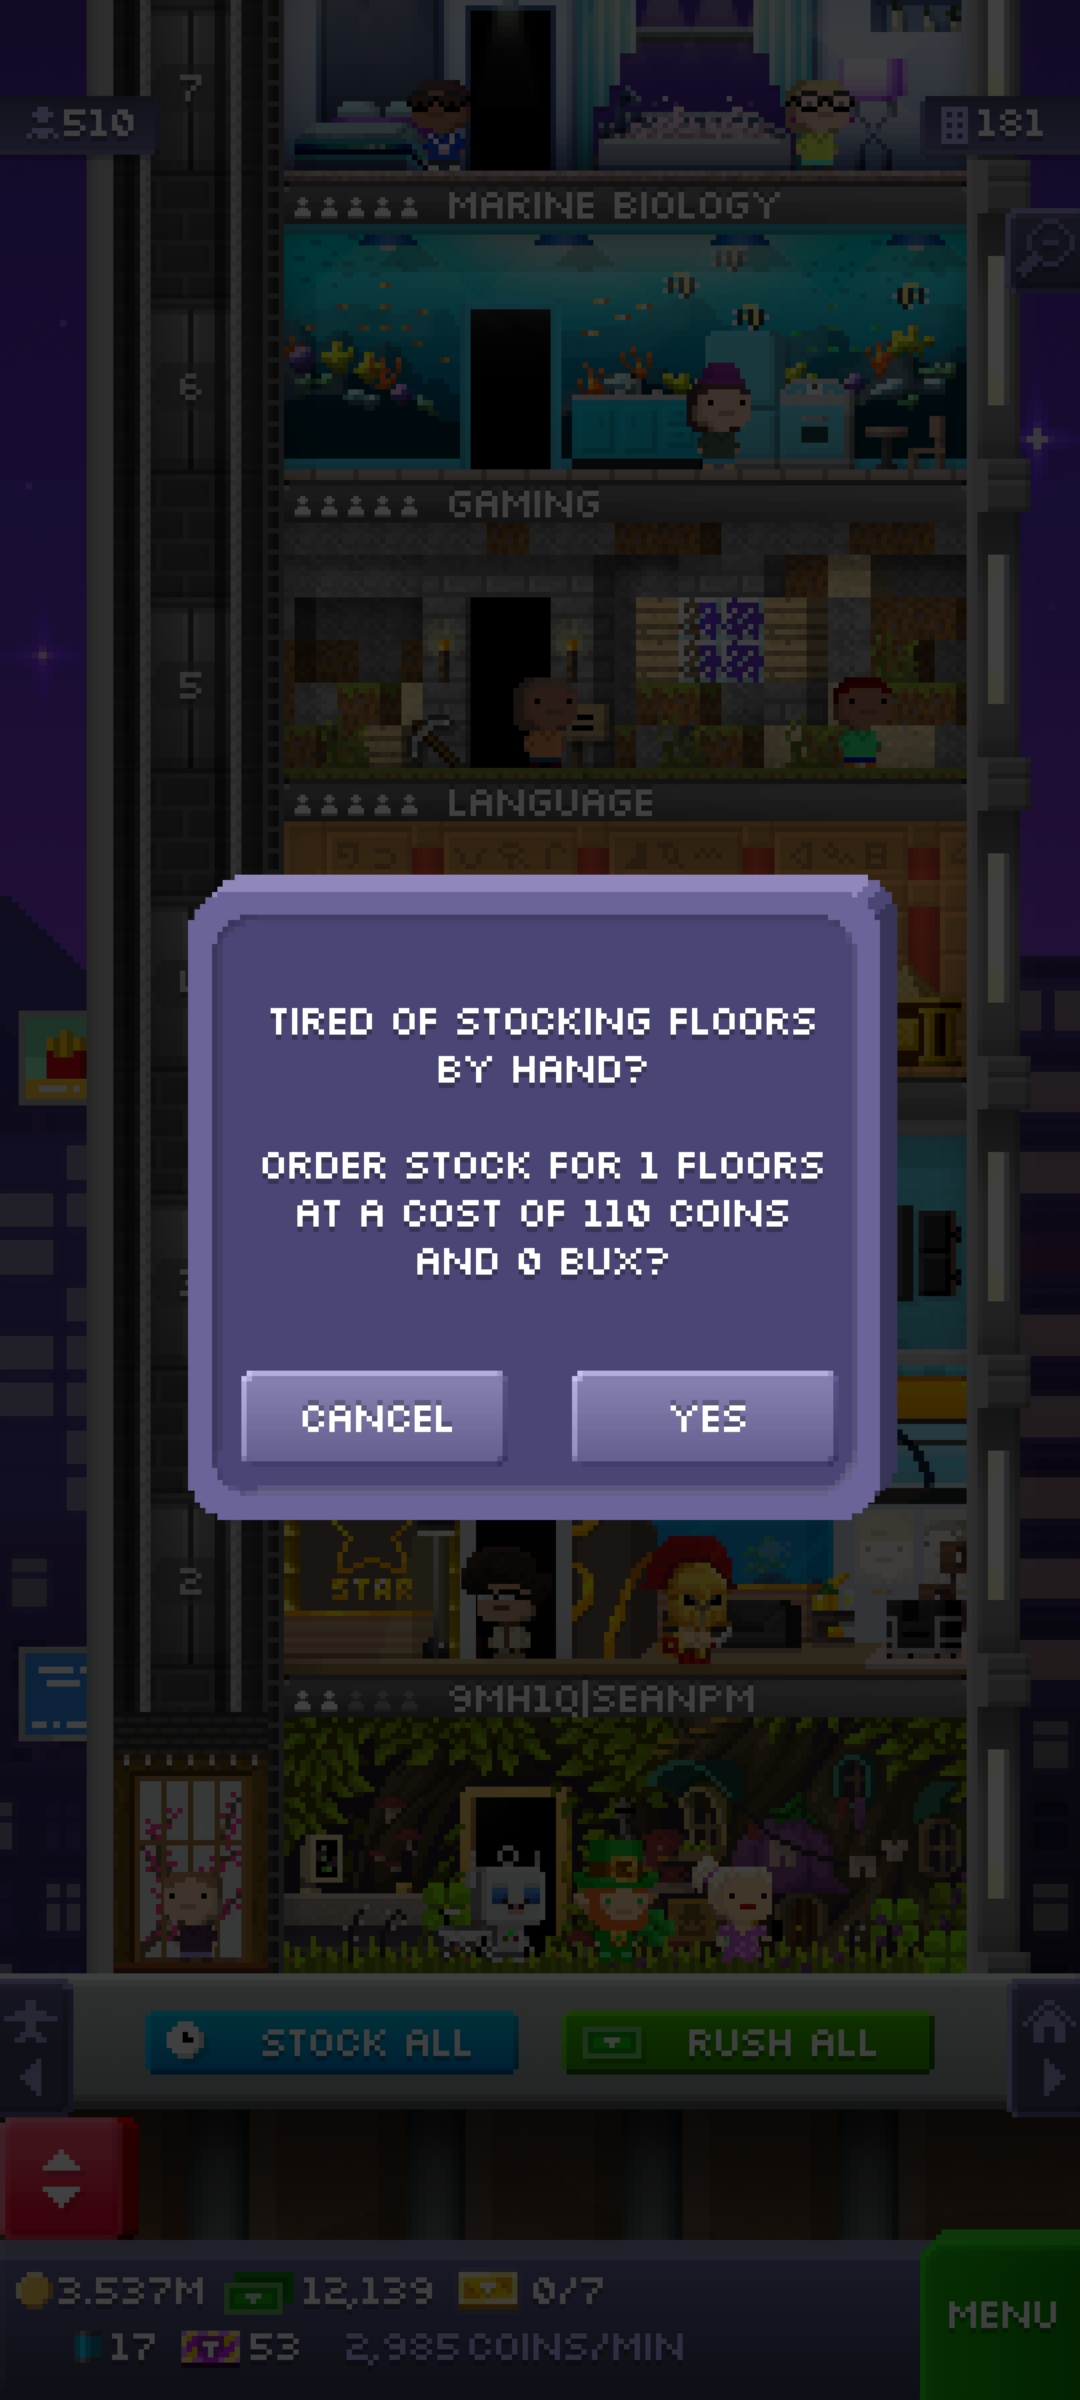 7
510
181
MARINE BIOLOGY
6
GAMING
5
LANGUAGE
TIRED OF STOCKING FLOORS
BY HAND?
ORDER STOCK FOR 1 FLOORS
AT A COST OF 110 COINS
AND 0 BUX?
CANCEL
YES
2
STAR
9MH1Q|SEANPM
STOCK ALL
RUSH ALL
3.537M
12,139
0/7
MENU
17
53
2,985 COINS/MIN